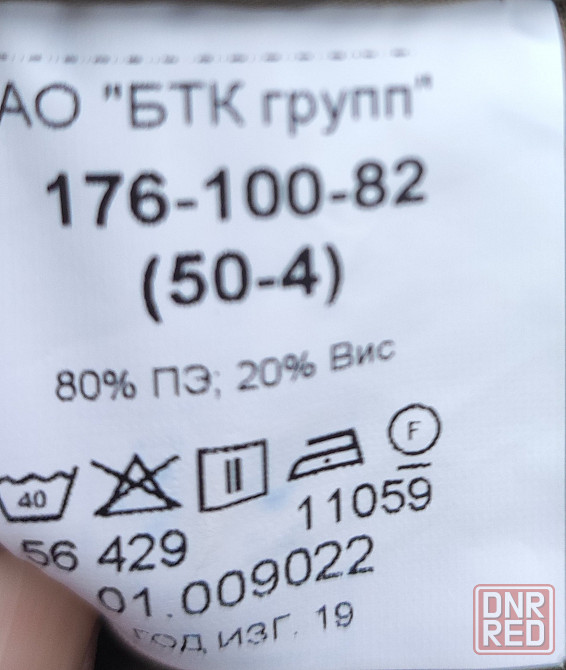 АО "БТК групп"
176-100-82
(50-4)
80% ПЭ; 20% Вис
F
40
11059
56 429
01.009022
год изг. 19
DNR
RED